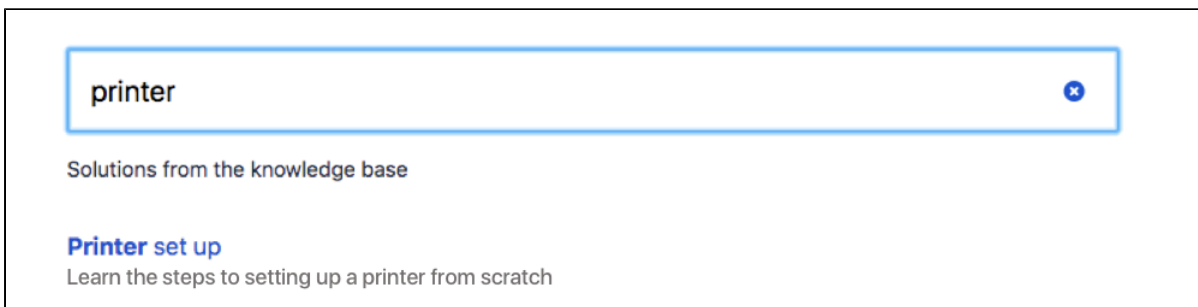 printer
Solutions from the knowledge base
Printer set up
Learn the steps to setting up a printer from scratch